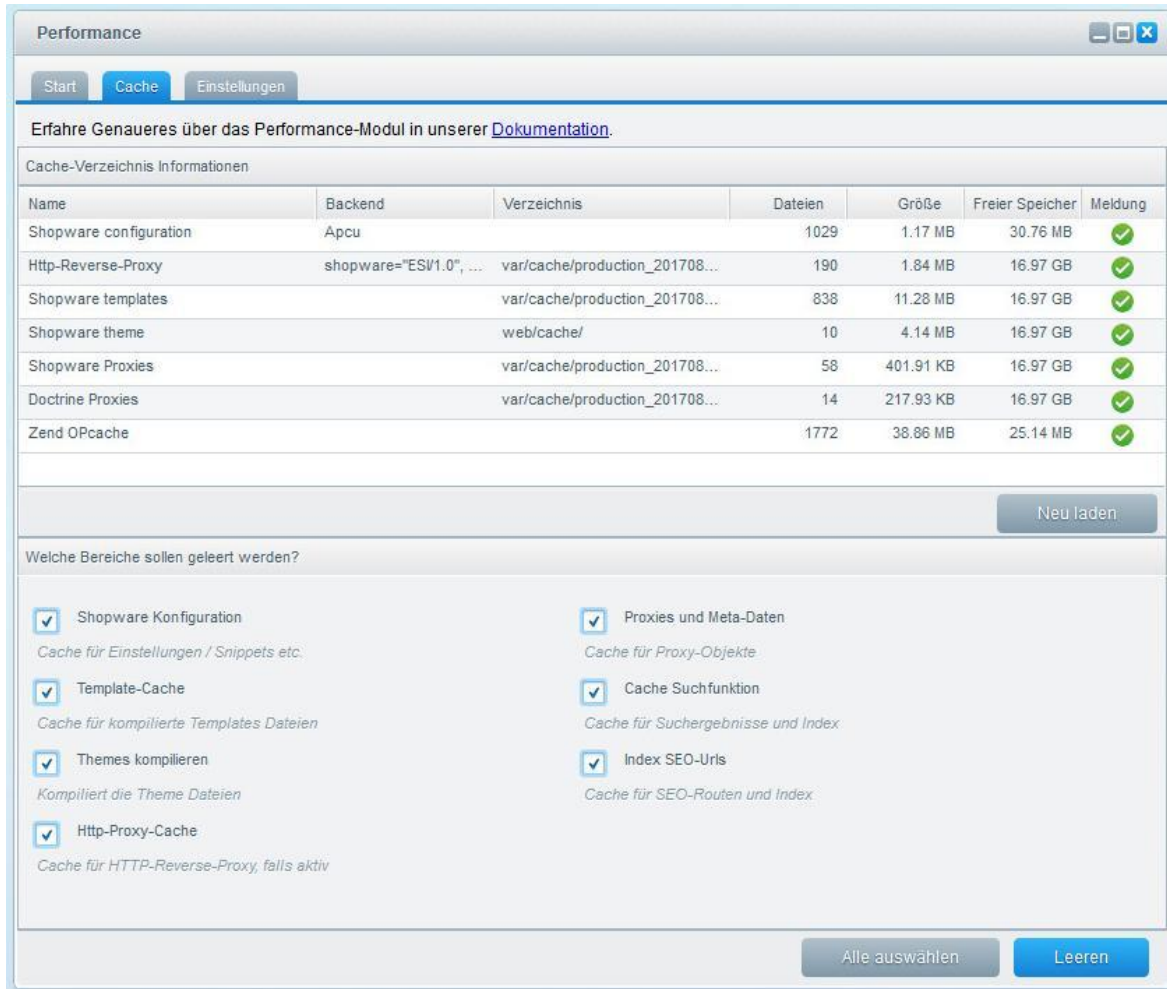 Performance
Start Cache Einstellungen
Erfahre Genaueres über das Performance-Modul in unserer Dokumentation.
Cache-Verzeichnis Informationen
Name Backend Verzeichnis Dateien Größe Freier Speicher Meldung
Shopware configuration Apcu 1029 1.17 MB 30.76 MB
Http-Reverse-Proxy shopware="ESI/1.0", ... var/cache/production_201708... 190 1.84 MB 16.97 GB
Shopware templates var/cache/production_201708... 838 11.28 MB 16.97 GB
Shopware theme web/cache/ 10 4.14 MB 16.97 GB
Shopware Proxies var/cache/production_201708... 58 401.91 KB 16.97 GB
Doctrine Proxies var/cache/production_201708... 14 217.93 KB 16.97 GB
Zend OPcache 1772 38.86 MB 25.14 MB
Neu laden
Welche Bereiche sollen geleert werden?
Shopware Konfiguration Proxies und Meta-Daten
Cache für Einstellungen / Snippets etc. Cache für Proxy-Objekte
Template-Cache Cache Suchfunktion
Cache für kompilierte Templates Dateien Cache für Suchergebnisse und Index
Themes kompilieren Index SEO-Urls
Kompiliert die Theme Dateien Cache für SEO-Routen und Index
Http-Proxy-Cache
Cache für HTTP-Reverse-Proxy, falls aktiv
Alle auswählen Leeren